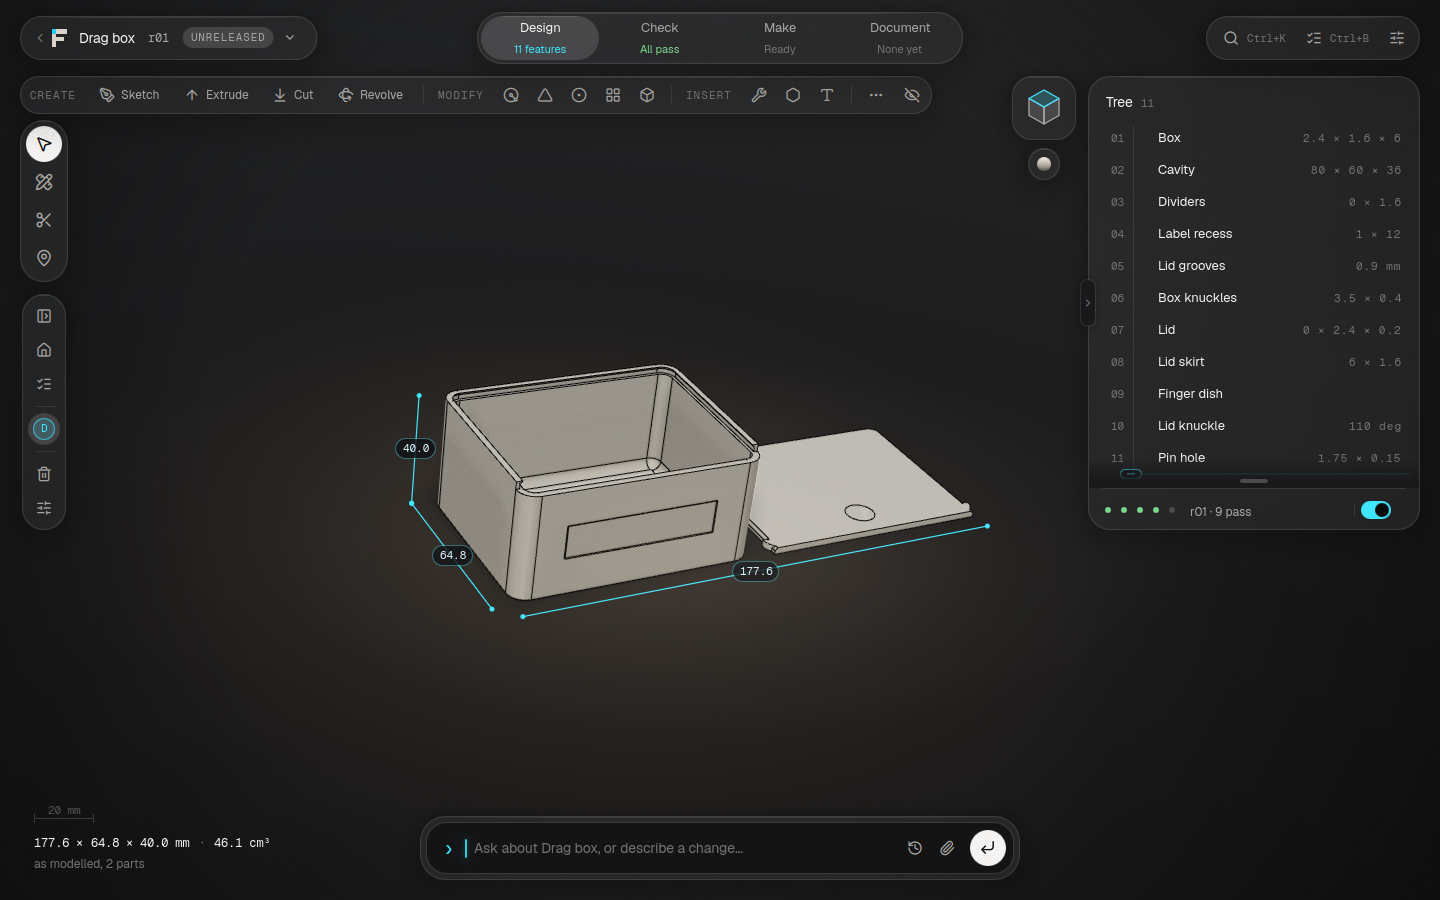 Drag box r01 UNRELEASED
Design
11 features
Check
All pass
Make
Ready
Document
None yet
Ctrl+K Ctrl+B
CREATE Sketch Extrude Cut Revolve MODIFY INSERT
Tree 11
01 Box 2.4 × 1.6 × 6
02 Cavity 80 × 60 × 36
03 Dividers 0 × 1.6
04 Label recess 1 × 12
05 Lid grooves 0.9 mm
06 Box knuckles 3.5 × 0.4
07 Lid 0 × 2.4 × 0.2
08 Lid skirt 6 × 1.6
09 Finger dish
10 Lid knuckle 110 deg
11 Pin hole 1.75 × 0.15
r01 · 9 pass
D
40.0
64.8
177.6
20 mm
177.6 × 64.8 × 40.0 mm · 46.1 cm³
as modelled, 2 parts
Ask about Drag box, or describe a change...